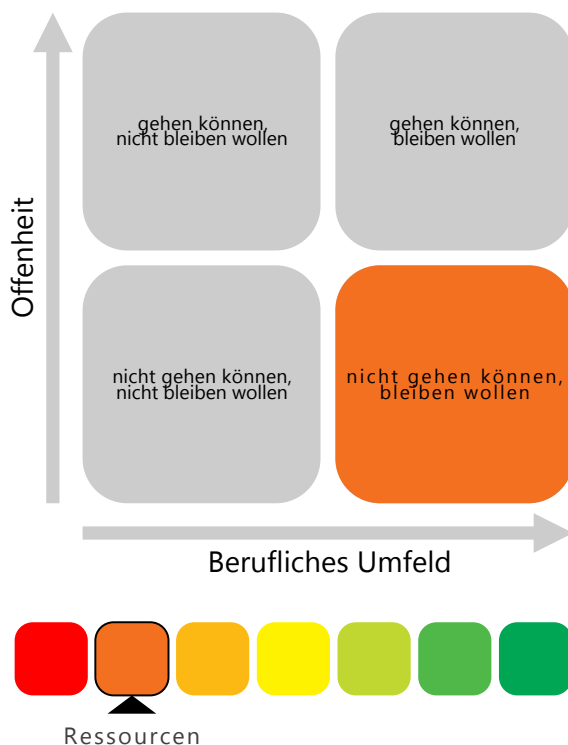 gehen können,
nicht bleiben wollen
gehen können,
bleiben wollen
Offenheit
nicht gehen können,
nicht bleiben wollen
nicht gehen können,
bleiben wollen
Berufliches Umfeld
Ressourcen